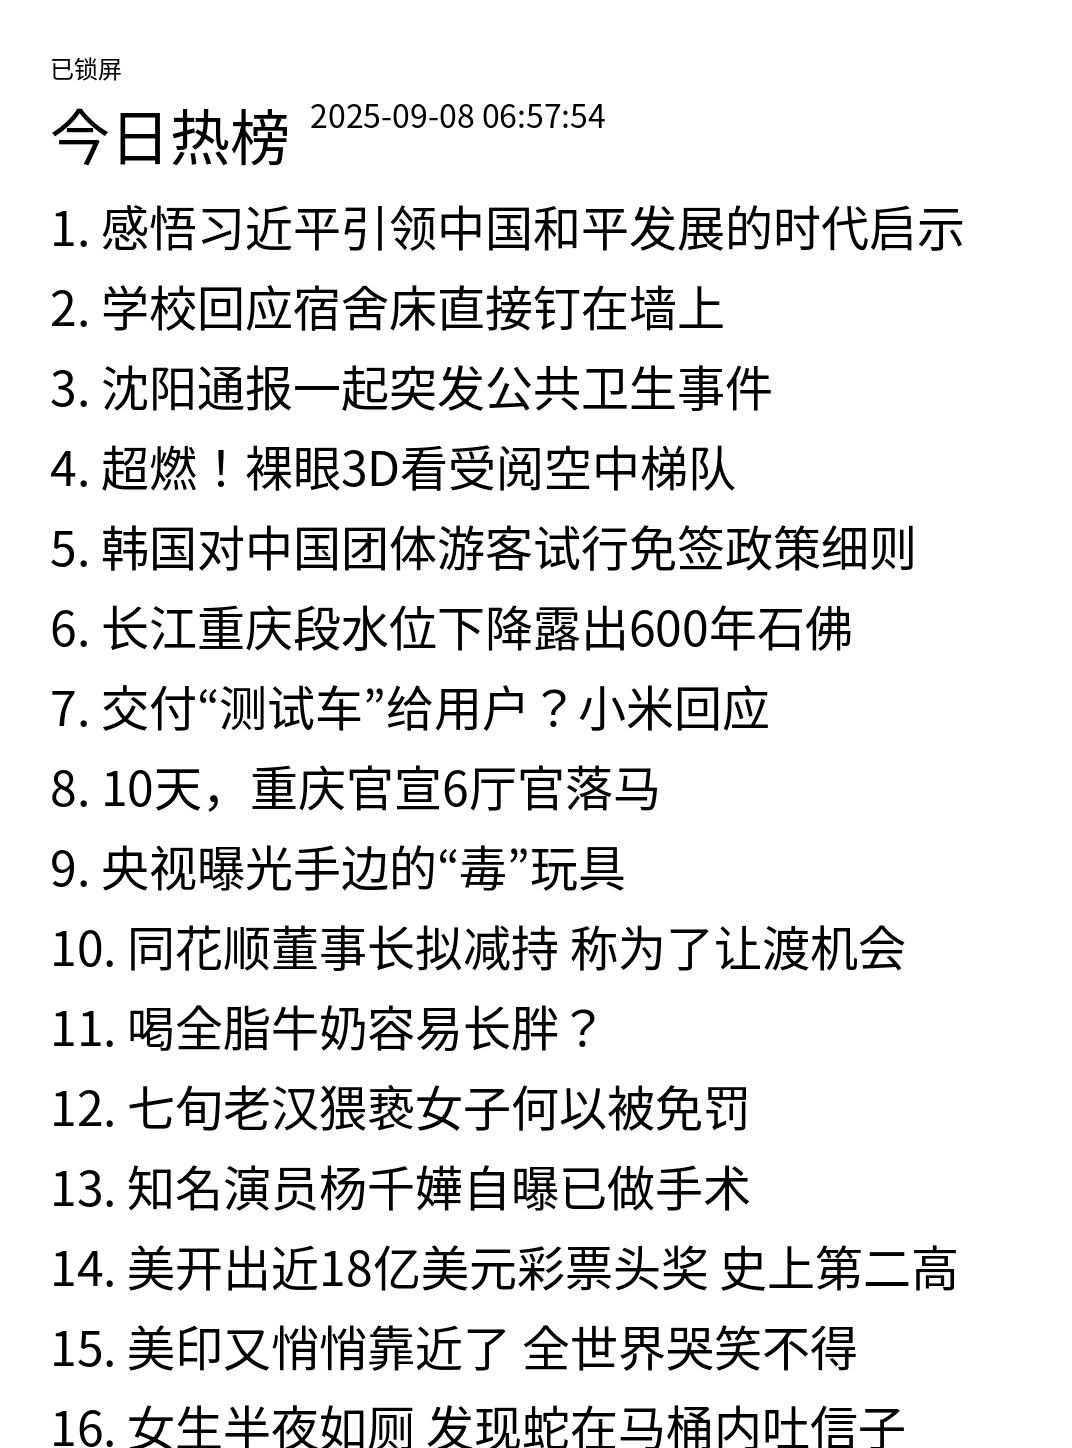 已锁屏
今日热榜 2025-09-08 06:57:54
1. 感悟习近平引领中国和平发展的时代启示
2. 学校回应宿舍床直接钉在墙上
3. 沈阳通报一起突发公共卫生事件
4. 超燃！裸眼3D看受阅空中梯队
5. 韩国对中国团体游客试行免签政策细则
6. 长江重庆段水位下降露出600年石佛
7. 交付“测试车”给用户？小米回应
8. 10天，重庆官宣6厅官落马
9. 央视曝光手边的“毒”玩具
10. 同花顺董事长拟减持 称为了让渡机会
11. 喝全脂牛奶容易长胖？
12. 七旬老汉猥亵女子何以被免罚
13. 知名演员杨千嬅自曝已做手术
14. 美开出近18亿美元彩票头奖 史上第二高
15. 美印又悄悄靠近了 全世界哭笑不得
16. 女生半夜如厕 发现蛇在马桶内吐信子